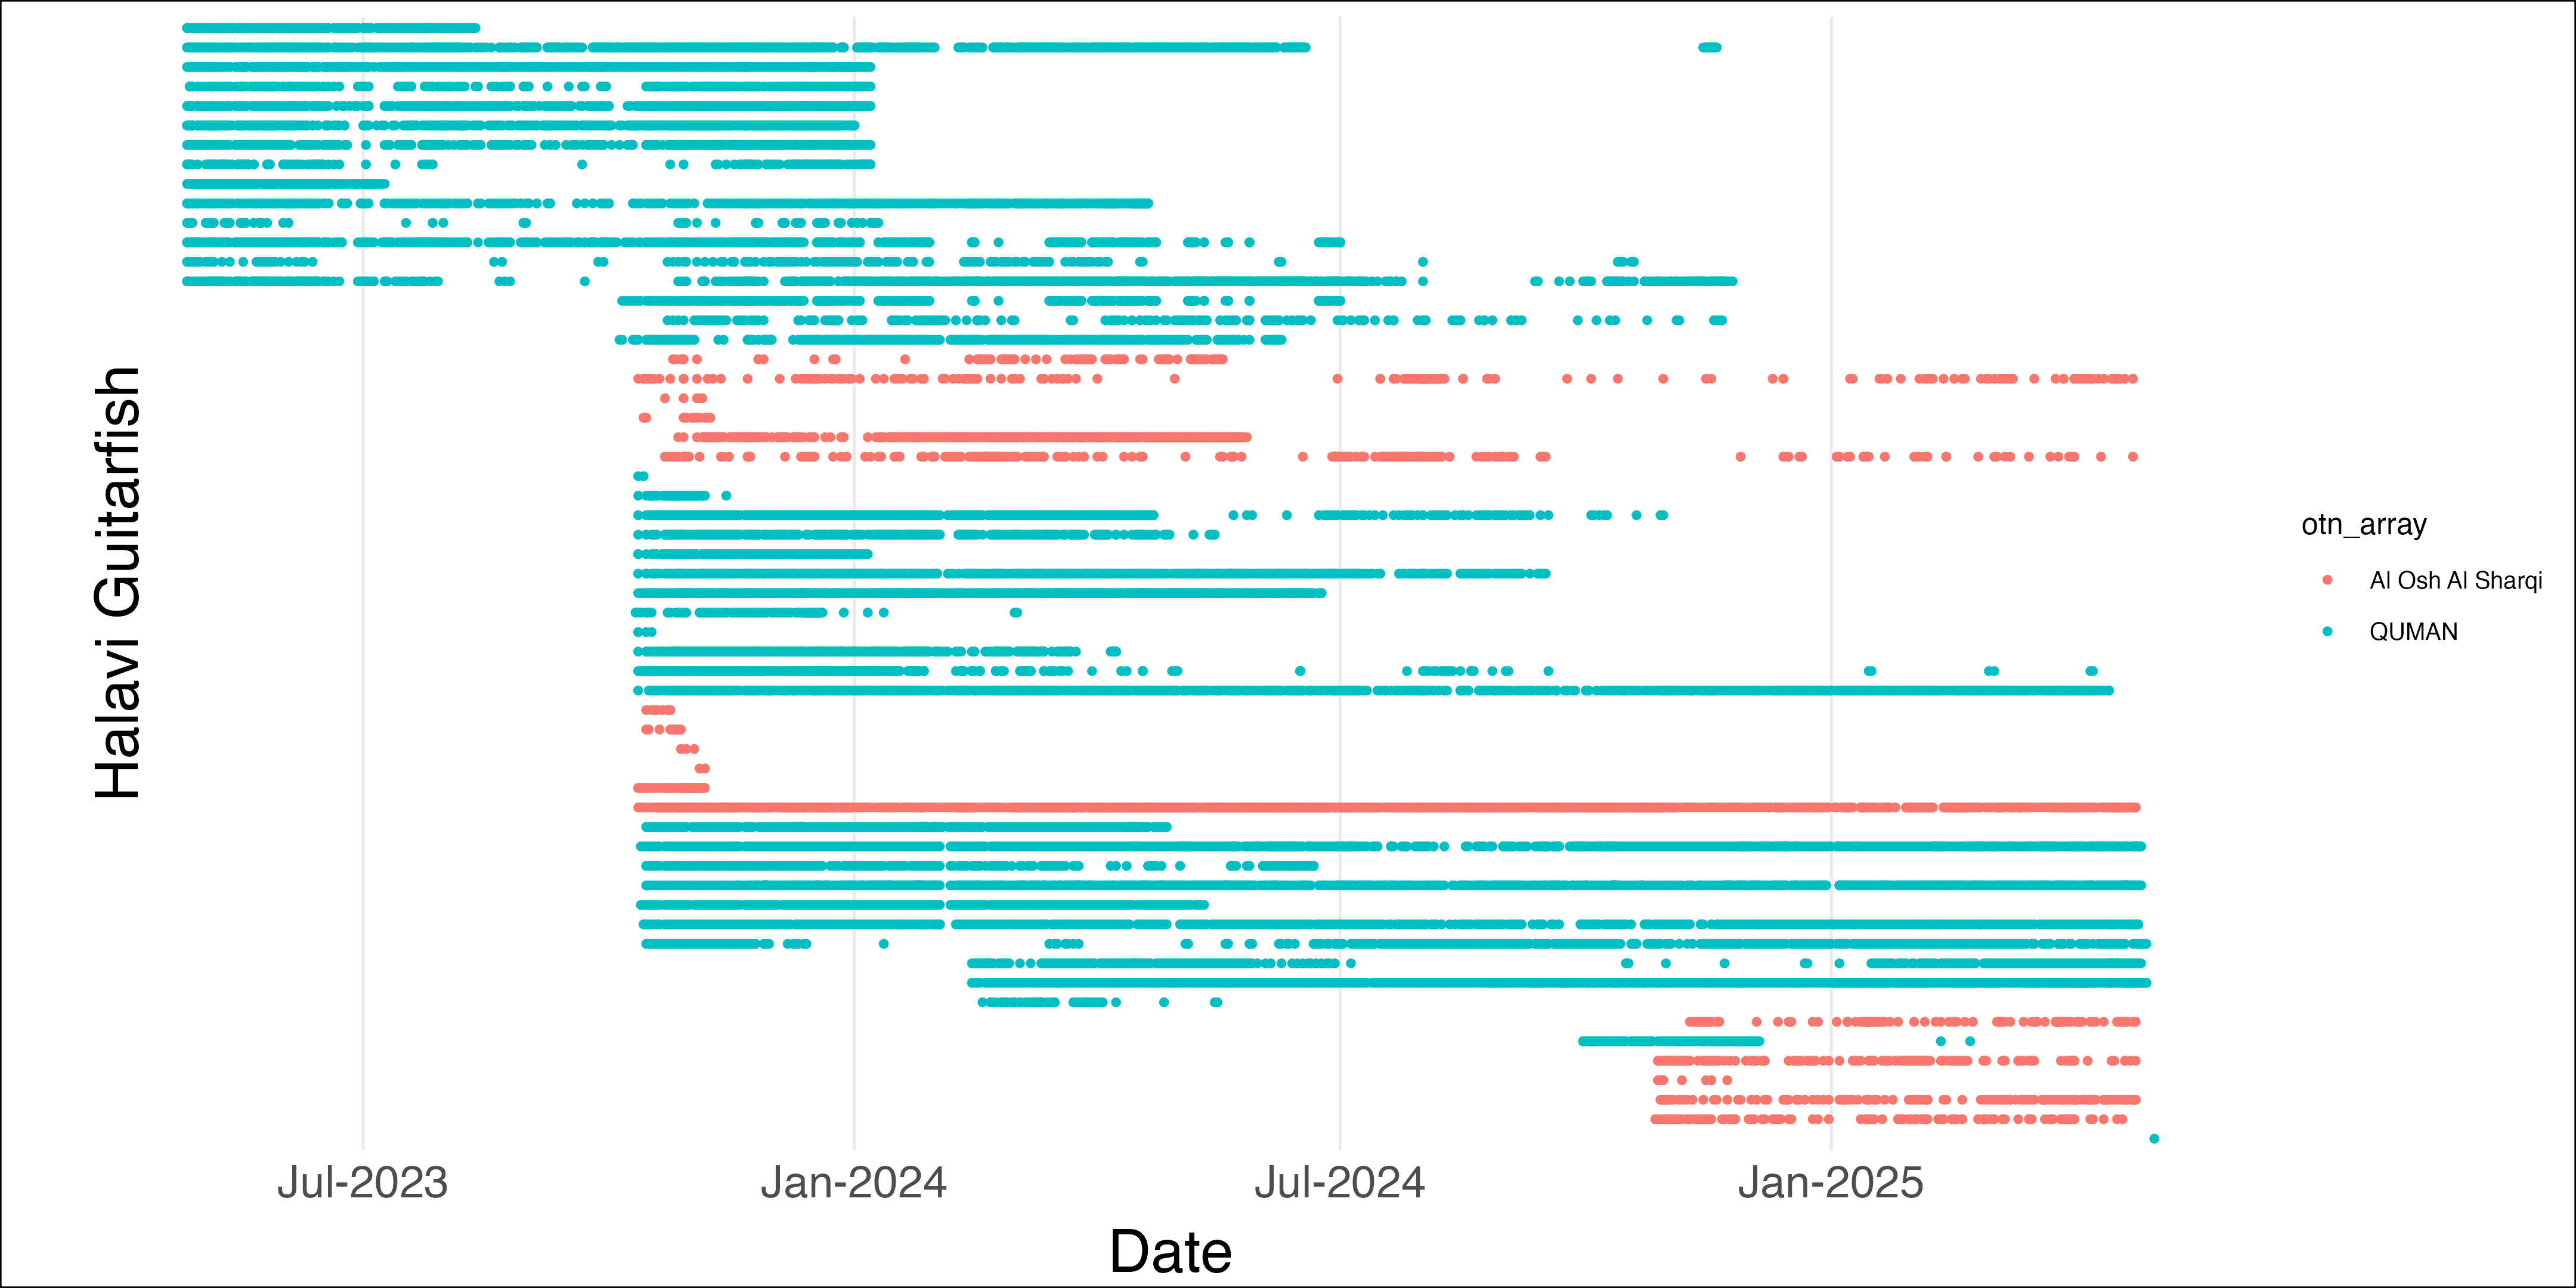 Halavi Guitarfish
Jul-2023
Jan-2024
Jul-2024
Jan-2025
Date
otn_array
Al Osh Al Sharqi
QUMAN